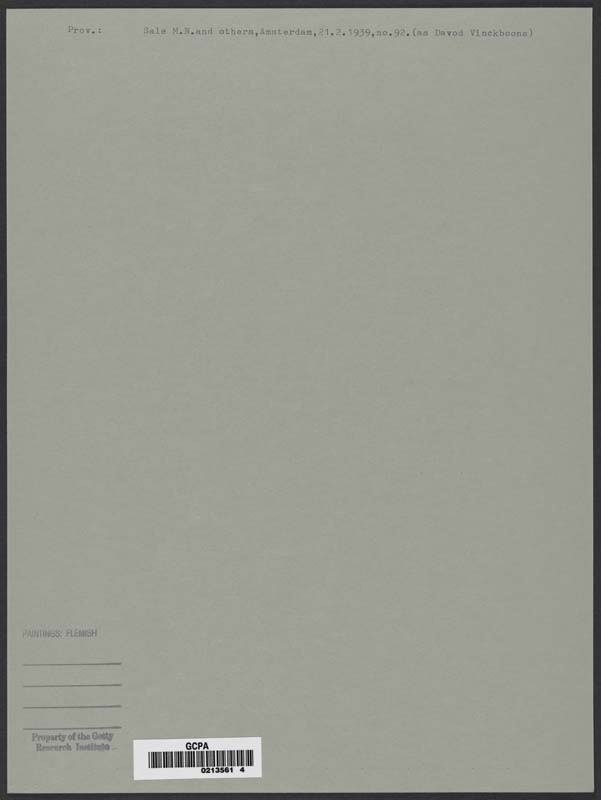 Prov.: Sale M.N.and others,Amsterdam,21.2.1939,no.92.(as Davod Vinckboons)
PAINTINGS: FLEMISH
Property of the Getty
Research Institute
GCPA
0213561 4